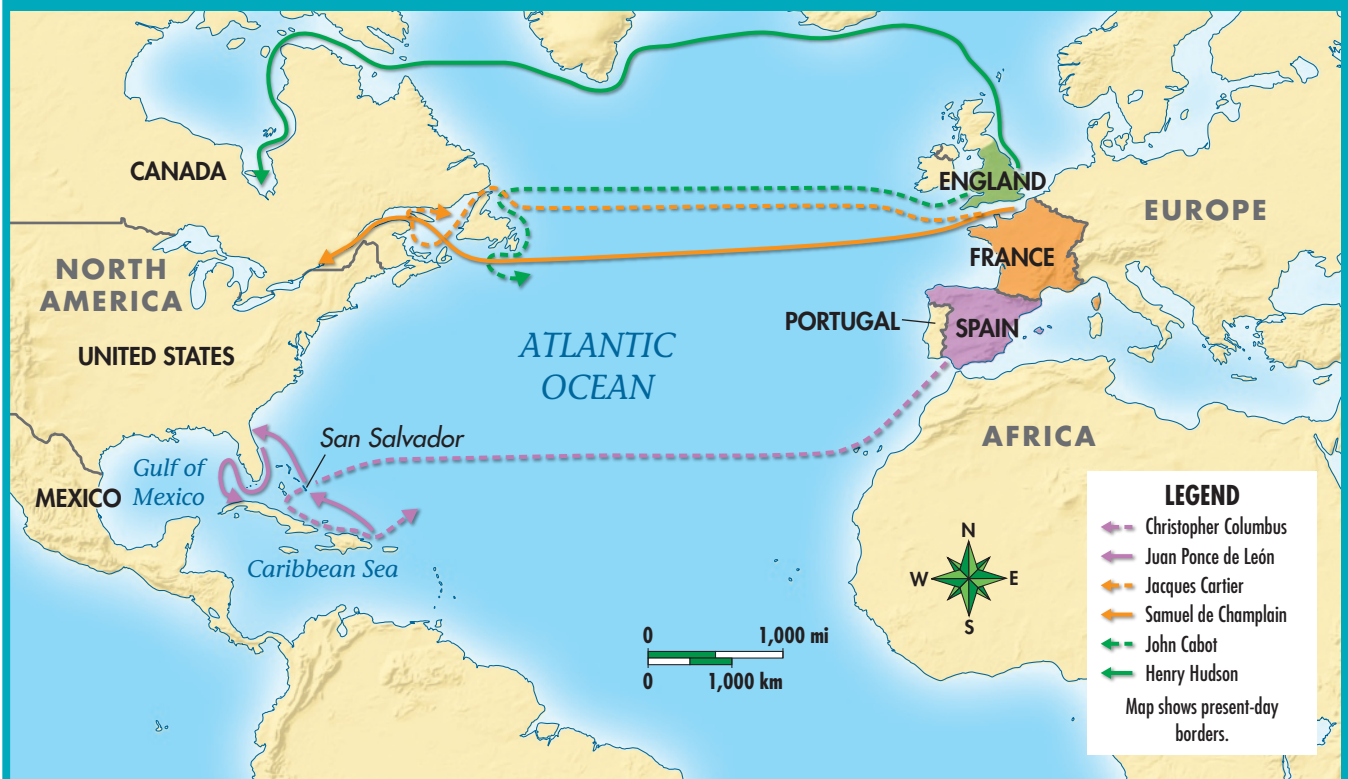 CANADA
ENGLAND
EUROPE
NORTH
AMERICA
FRANCE
PORTUGAL
SPAIN
UNITED STATES
ATLANTIC
OCEAN
AFRICA
San Salvador
Gulf of
Mexico
MEXICO
Caribbean Sea
LEGEND
Christopher Columbus
Juan Ponce de León
Jacques Cartier
Samuel de Champlain
John Cabot
Henry Hudson
Map shows present-day
borders.
N
W E
S
0 1,000 mi
0 1,000 km